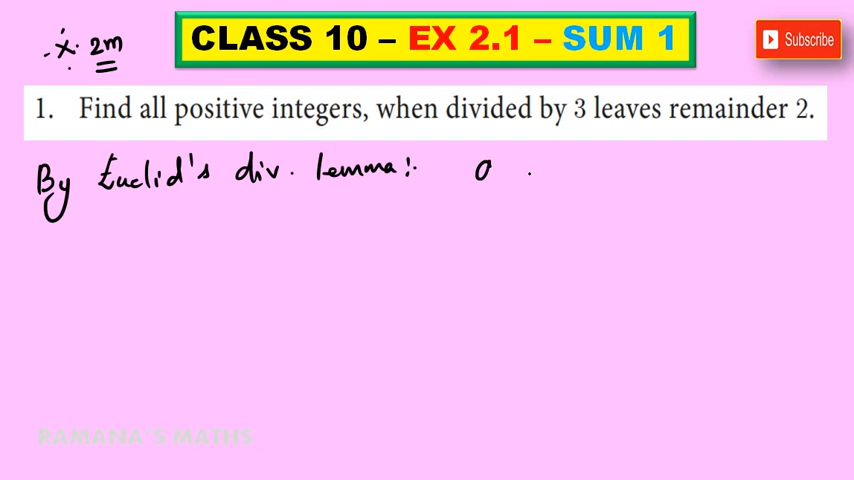 CLASS 10 – EX 2.1 – SUM 1
Subscribe
2m
1. Find all positive integers, when divided by 3 leaves remainder 2.
By Euclid's div. lemma:
RAMANA'S MATHS